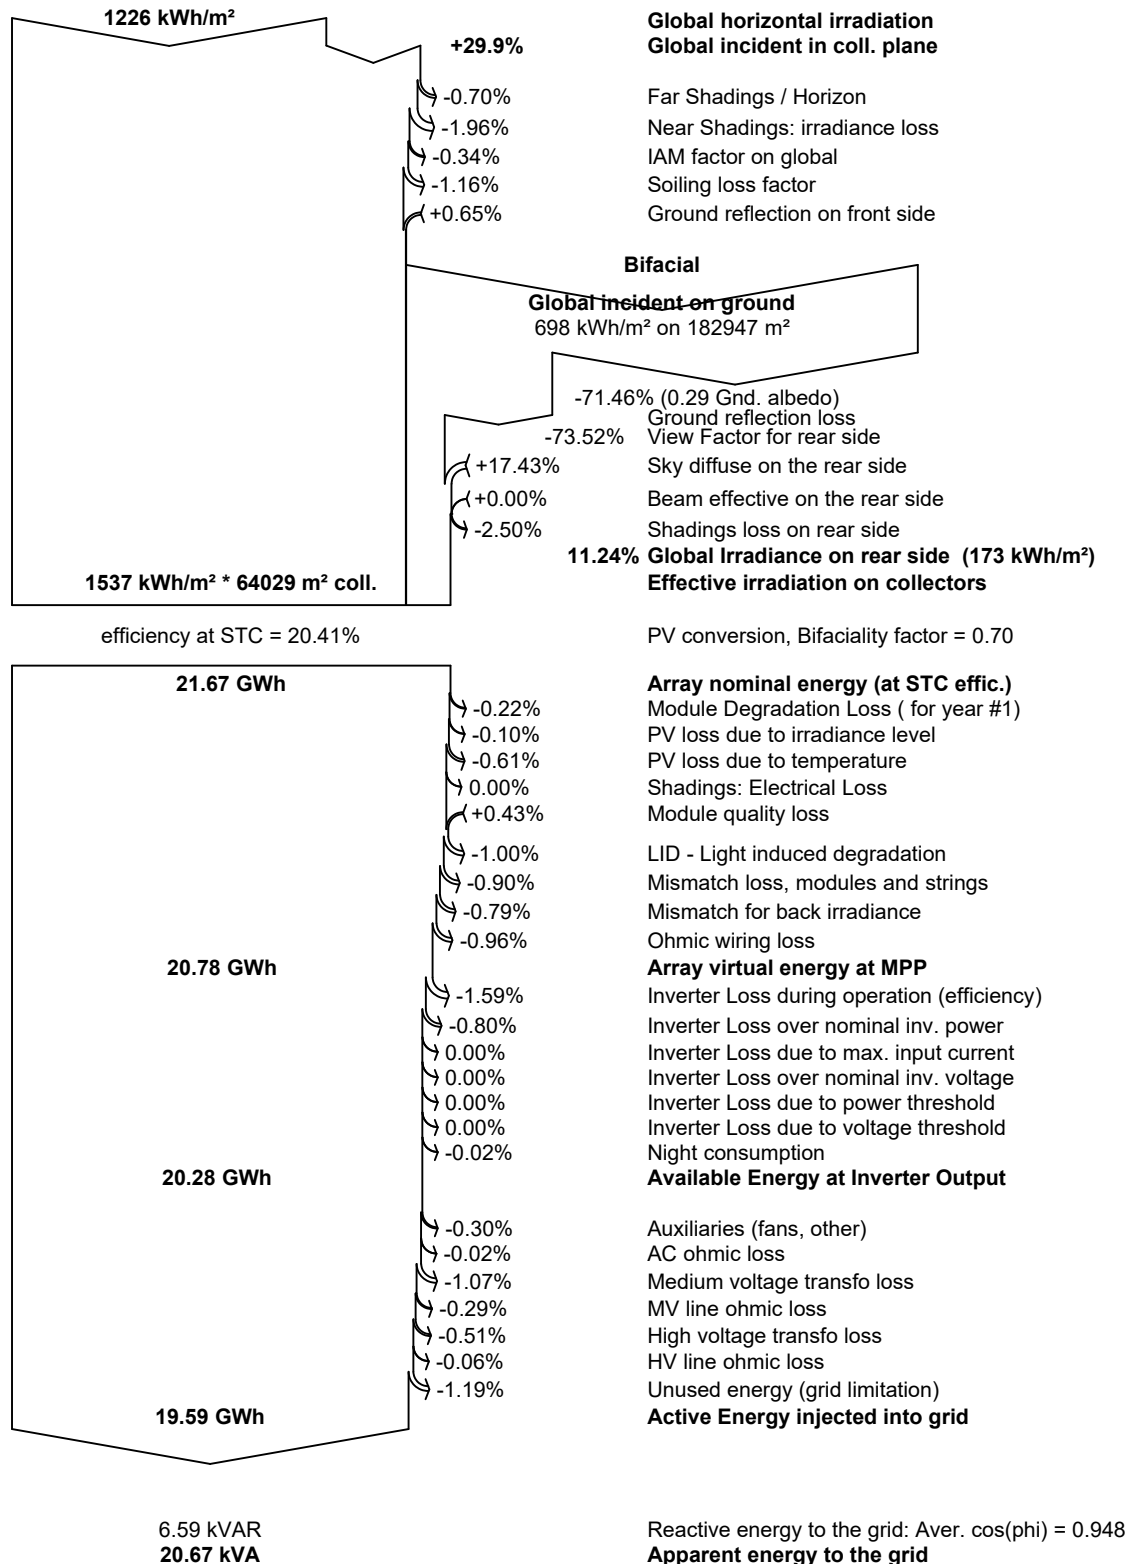 1226 kWh/m² Global horizontal irradiation
+29.9% Global incident in coll. plane
-0.70% Far Shadings / Horizon
-1.96% Near Shadings: irradiance loss
-0.34% IAM factor on global
-1.16% Soiling loss factor
+0.65% Ground reflection on front side
Bifacial
Global incident on ground
698 kWh/m² on 182947 m²
-71.46% (0.29 Gnd. albedo)
Ground reflection loss
-73.52% View Factor for rear side
+17.43% Sky diffuse on the rear side
+0.00% Beam effective on the rear side
-2.50% Shadings loss on rear side
11.24% Global Irradiance on rear side (173 kWh/m²)
1537 kWh/m² * 64029 m² coll. Effective irradiation on collectors
efficiency at STC = 20.41% PV conversion, Bifaciality factor = 0.70
21.67 GWh Array nominal energy (at STC effic.)
-0.22% Module Degradation Loss ( for year #1)
-0.10% PV loss due to irradiance level
-0.61% PV loss due to temperature
0.00% Shadings: Electrical Loss
+0.43% Module quality loss
-1.00% LID - Light induced degradation
-0.90% Mismatch loss, modules and strings
-0.79% Mismatch for back irradiance
-0.96% Ohmic wiring loss
20.78 GWh Array virtual energy at MPP
-1.59% Inverter Loss during operation (efficiency)
-0.80% Inverter Loss over nominal inv. power
0.00% Inverter Loss due to max. input current
0.00% Inverter Loss over nominal inv. voltage
0.00% Inverter Loss due to power threshold
0.00% Inverter Loss due to voltage threshold
-0.02% Night consumption
20.28 GWh Available Energy at Inverter Output
-0.30% Auxiliaries (fans, other)
-0.02% AC ohmic loss
-1.07% Medium voltage transfo loss
-0.29% MV line ohmic loss
-0.51% High voltage transfo loss
-0.06% HV line ohmic loss
-1.19% Unused energy (grid limitation)
19.59 GWh Active Energy injected into grid
6.59 kVAR Reactive energy to the grid: Aver. cos(phi) = 0.948
20.67 kVA Apparent energy to the grid